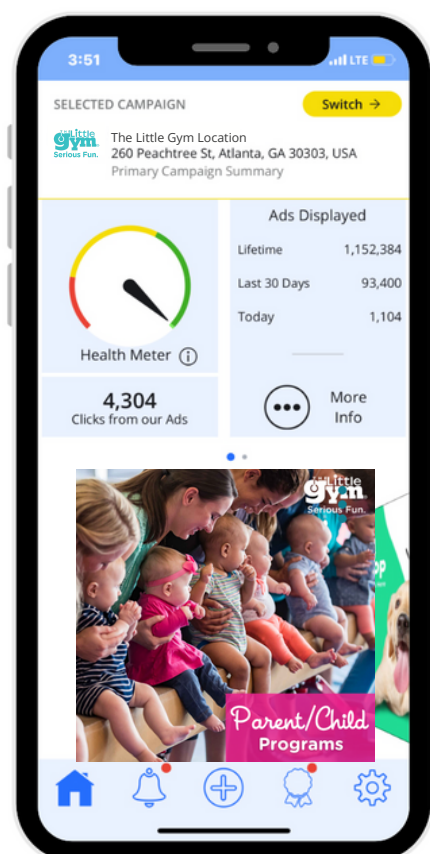 3:51
LTE
SELECTED CAMPAIGN
Switch →
The Little Gym
Serious Fun.
The Little Gym Location
260 Peachtree St, Atlanta, GA 30303, USA
Primary Campaign Summary
Health Meter
4,304
Clicks from our Ads
Ads Displayed
Lifetime 1,152,384
Last 30 Days 93,400
Today 1,104
More
Info
The Little
gym
Serious Fun.
Parent/Child
Programs